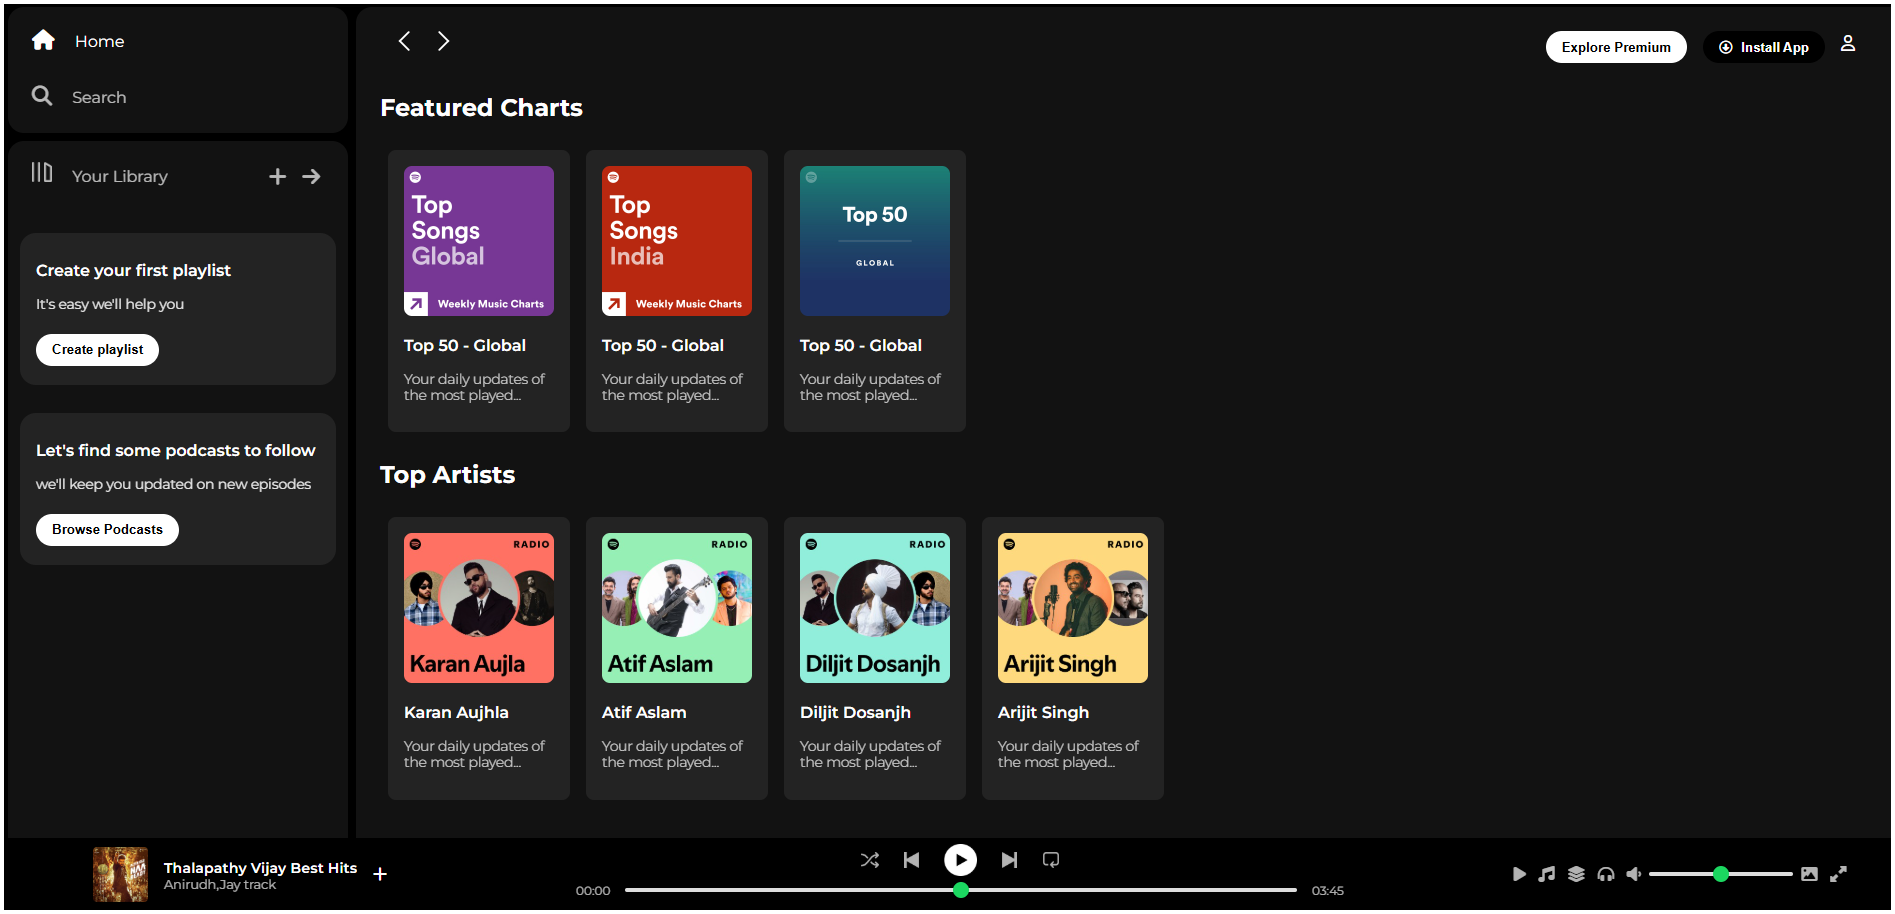 Home
Search
Your Library
Create your first playlist
It's easy we'll help you
Create playlist
Let's find some podcasts to follow
we'll keep you updated on new episodes
Browse Podcasts
Explore Premium
Install App
Featured Charts
Top
Songs
Global
Weekly Music Charts
Top 50 - Global
Your daily updates of
the most played...
Top
Songs
India
Weekly Music Charts
Top 50 - Global
Your daily updates of
the most played...
Top 50
GLOBAL
Top 50 - Global
Your daily updates of
the most played...
Top Artists
RADIO
Karan Aujla
Karan Aujhla
Your daily updates of
the most played...
RADIO
Atif Aslam
Atif Aslam
Your daily updates of
the most played...
RADIO
Diljit Dosanjh
Diljit Dosanjh
Your daily updates of
the most played...
RADIO
Arijit Singh
Arijit Singh
Your daily updates of
the most played...
Thalapathy Vijay Best Hits
Anirudh,Jay track
00:00
03:45